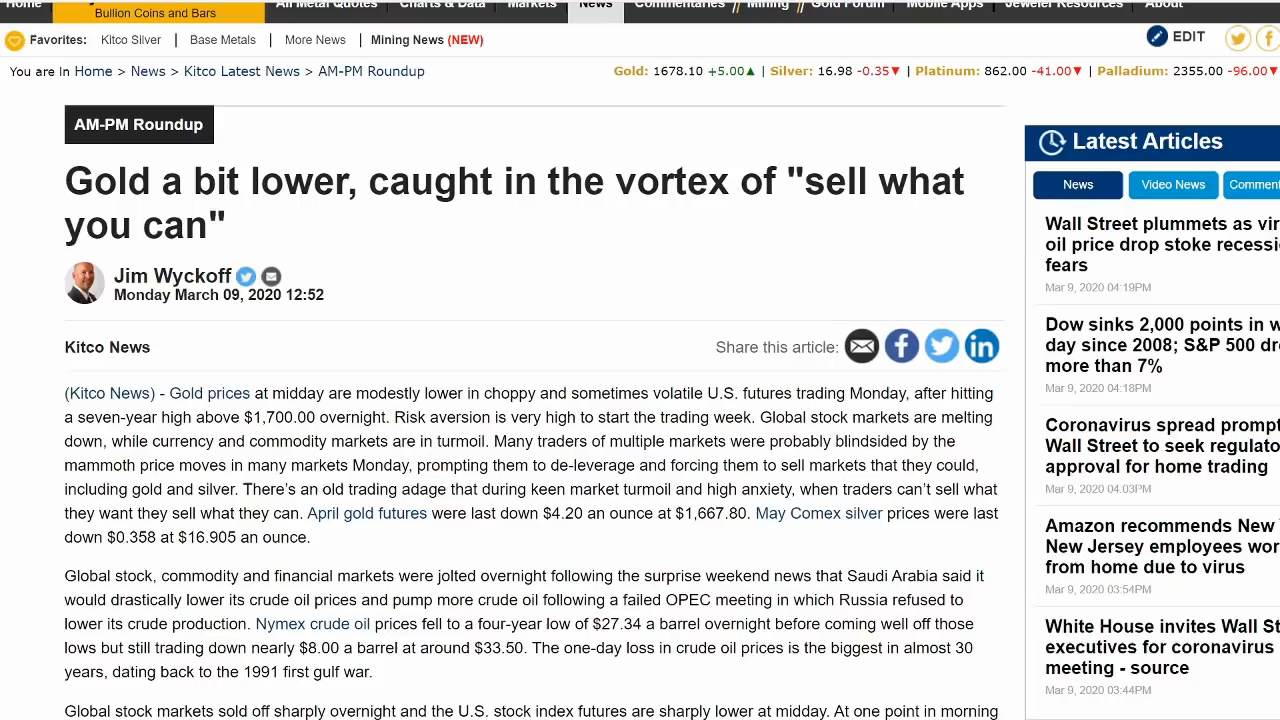 Home
Bullion Coins and Bars
All Metal Quotes
Charts & Data
Markets
News
Commentaries
Mining
Gold Forum
Mobile Apps
Jeweler Resources
About
Favorites: Kitco Silver | Base Metals | More News | Mining News (NEW)
EDIT
You are in Home > News > Kitco Latest News > AM-PM Roundup
Gold: 1678.10 +5.00▲ | Silver: 16.98 -0.35▼ | Platinum: 862.00 -41.00▼ | Palladium: 2355.00 -96.00▼
AM-PM Roundup
Gold a bit lower, caught in the vortex of "sell what
you can"
Jim Wyckoff
Monday March 09, 2020 12:52
Kitco News
Share this article:
(Kitco News) - Gold prices at midday are modestly lower in choppy and sometimes volatile U.S. futures trading Monday, after hitting
a seven-year high above $1,700.00 overnight. Risk aversion is very high to start the trading week. Global stock markets are melting
down, while currency and commodity markets are in turmoil. Many traders of multiple markets were probably blindsided by the
mammoth price moves in many markets Monday, prompting them to de-leverage and forcing them to sell markets that they could,
including gold and silver. There's an old trading adage that during keen market turmoil and high anxiety, when traders can't sell what
they want they sell what they can. April gold futures were last down $4.20 an ounce at $1,667.80. May Comex silver prices were last
down $0.358 at $16.905 an ounce.
Global stock, commodity and financial markets were jolted overnight following the surprise weekend news that Saudi Arabia said it
would drastically lower its crude oil prices and pump more crude oil following a failed OPEC meeting in which Russia refused to
lower its crude production. Nymex crude oil prices fell to a four-year low of $27.34 a barrel overnight before coming well off those
lows but still trading down nearly $8.00 a barrel at around $33.50. The one-day loss in crude oil prices is the biggest in almost 30
years, dating back to the 1991 first gulf war.
Global stock markets sold off sharply overnight and the U.S. stock index futures are sharply lower at midday. At one point in morning
Latest Articles
News
Video News
Comment
Wall Street plummets as vir
oil price drop stoke recessi
fears
Mar 9, 2020 04:19PM
Dow sinks 2,000 points in w
day since 2008; S&P 500 dr
more than 7%
Mar 9, 2020 04:18PM
Coronavirus spread prompt
Wall Street to seek regulato
approval for home trading
Mar 9, 2020 04:03PM
Amazon recommends New
New Jersey employees wor
from home due to virus
Mar 9, 2020 03:54PM
White House invites Wall St
executives for coronavirus
meeting - source
Mar 9, 2020 03:44PM